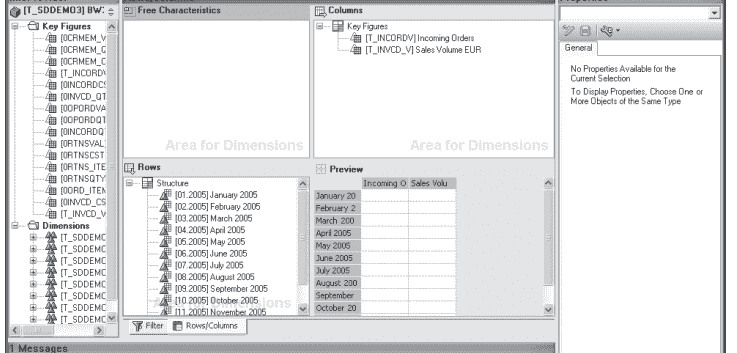 [T_SDDEMO3] BW:
Key Figures
[0CRMEM_V
[0CRMEM_Q
[0CRMEM_C
[T_INCORDV
[0INCORDCS
[0INVCD_QT
[0OPORDVA
[0OPORDQT
[0INCORDQ
[0RTNSVAL
[0RTNSCST
[0RTNS_ITE
[0RTNSQTY
[0ORD_ITEM
[0INVCD_CS
[T_INVCD_V
Dimensions
[T_SDDEMC
[T_SDDEMC
[T_SDDEMC
[T_SDDEMC
[T_SDDEMC
[T_SDDEMC
[T_SDDEMC
[T_SDDEMC
Free Characteristics
Area for Dimensions
Columns
Key Figures
[T_INCORDV] Incoming Orders
[T_INVCD_V] Sales Volume EUR
Area for Dimensions
Rows
Structure
[01.2005] January 2005
[02.2005] February 2005
[03.2005] March 2005
[04.2005] April 2005
[05.2005] May 2005
[06.2005] June 2005
[07.2005] July 2005
[08.2005] August 2005
[09.2005] September 2005
[10.2005] October 2005
[11.2005] November 2005
Area for Dimensions
Preview
Incoming O Sales Volu
January 20
February 2
March 200
April 2005
May 2005
June 2005
July 2005
August 200
September
October 20
Filter Rows/Columns
General
No Properties Available for the
Current Selection
To Display Properties, Choose One or
More Objects of the Same Type
1 Messages